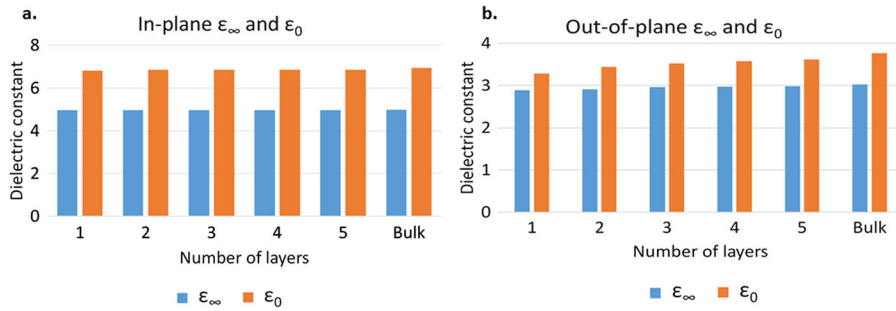 a.
In-plane ε∞ and ε0
Dielectric constant
8
6
4
2
0
1 2 3 4 5 Bulk
Number of layers
ε∞ ε0
b.
Out-of-plane ε∞ and ε0
Dielectric constant
4
3
2
1
0
1 2 3 4 5 Bulk
Number of layers
ε∞ ε0